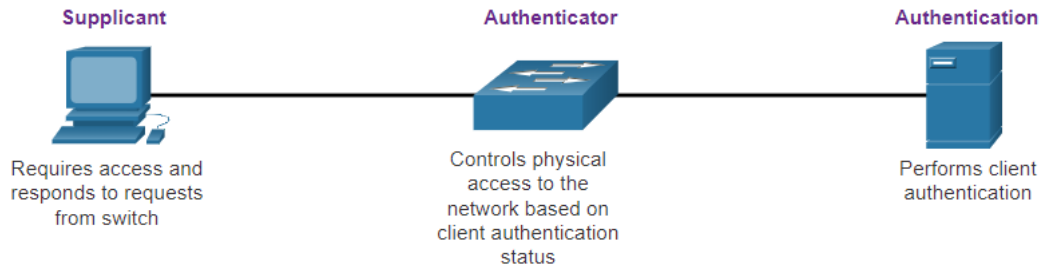 Supplicant
Authenticator
Authentication
Requires access and
responds to requests
from switch
Controls physical
access to the
network based on
client authentication
status
Performs client
authentication